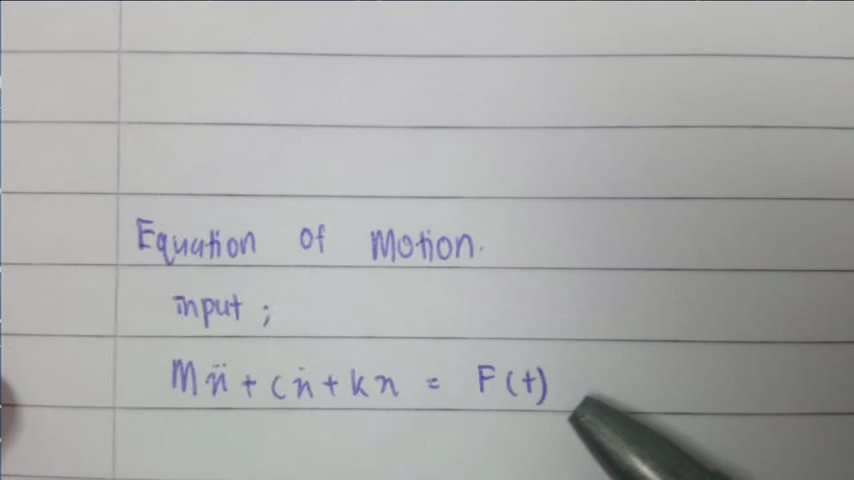 Equation of Motion.
input ;
Mẍ + cẋ + kx = F(t)